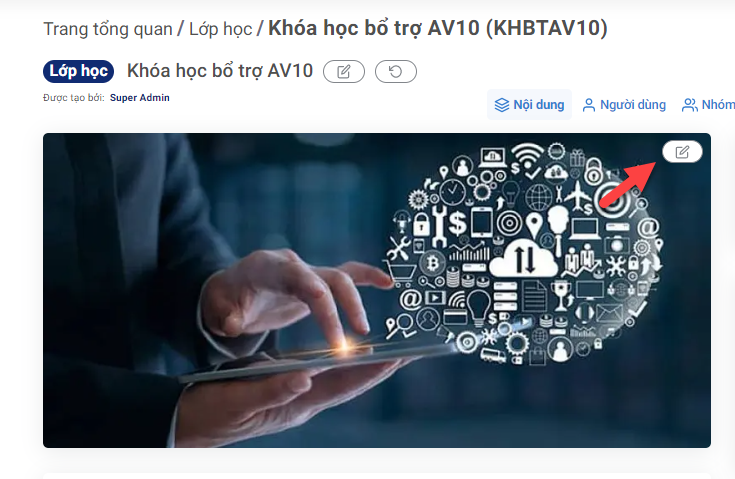 Trang tổng quan / Lớp học / Khóa học bổ trợ AV10 (KHBTAV10)
Lớp học Khóa học bổ trợ AV10
Được tạo bởi: Super Admin
Nội dung Người dùng Nhóm